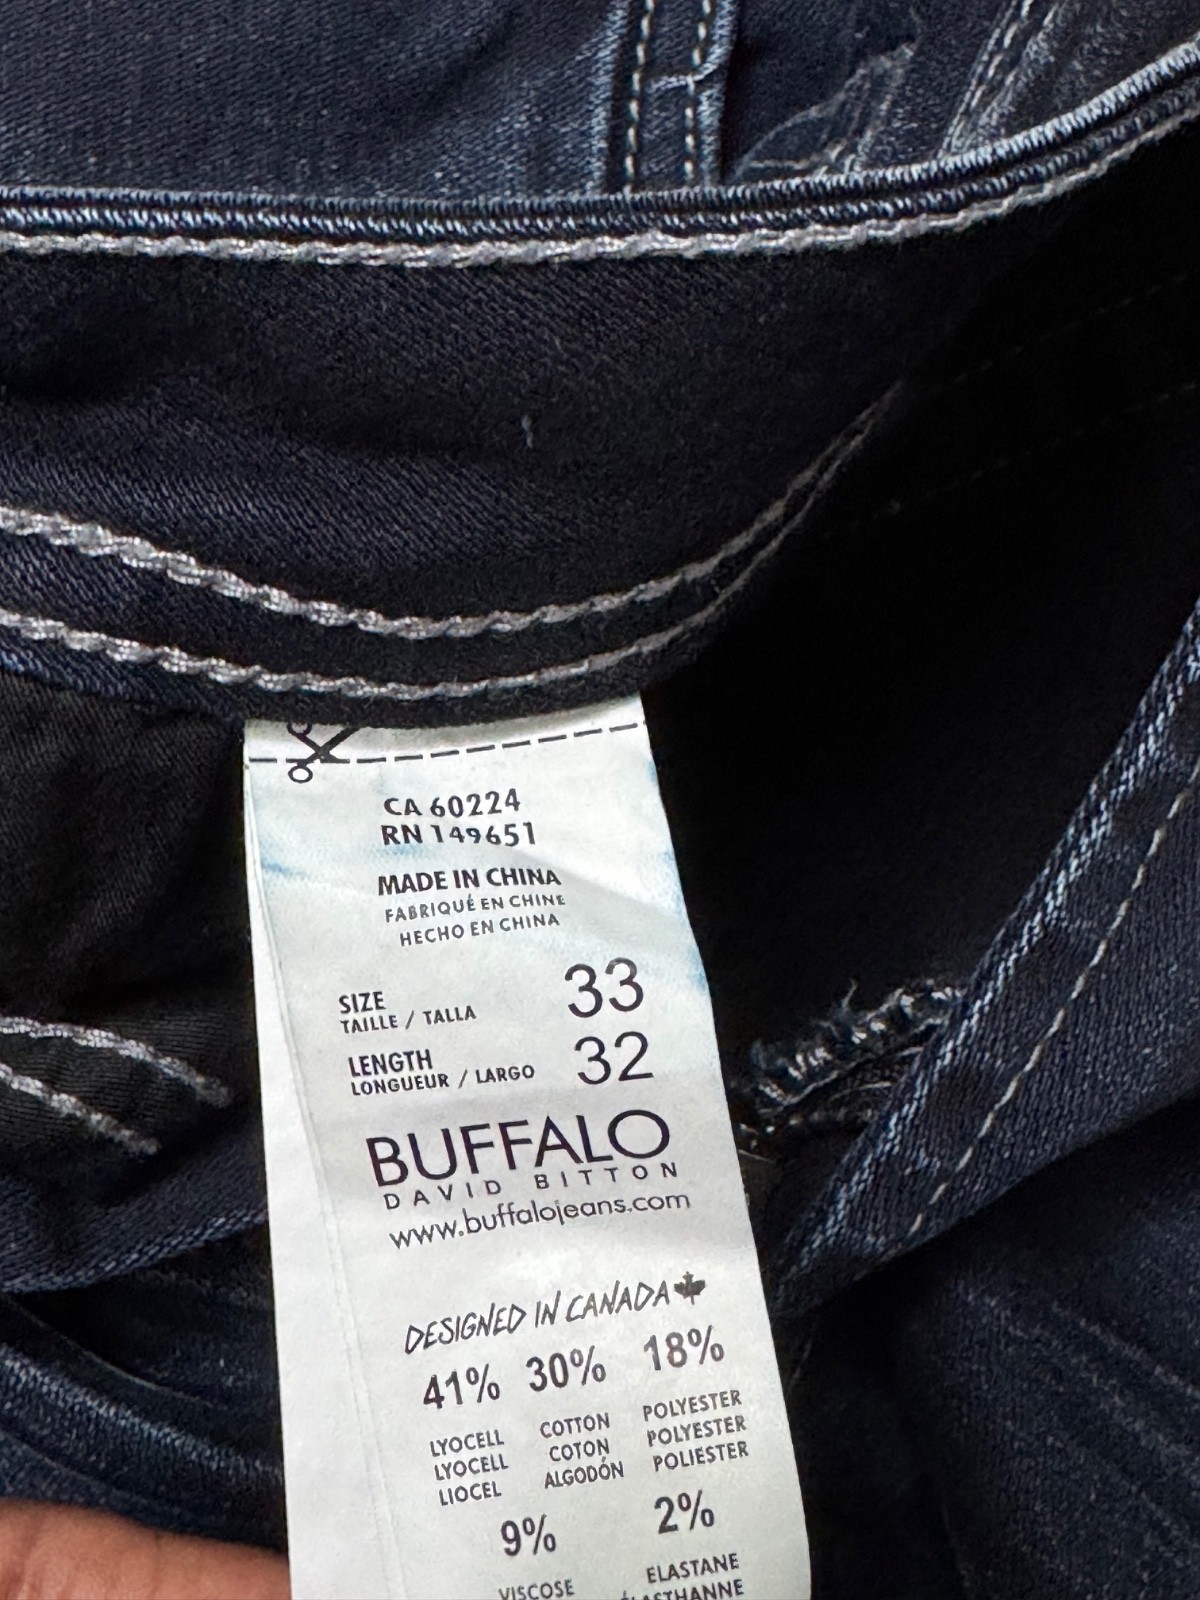 CA 60224
RN 149651
MADE IN CHINA
FABRIQUÉ EN CHINE
HECHO EN CHINA
SIZE 33
TAILLE / TALLA
LENGTH 32
LONGUEUR / LARGO
BUFFALO
DAVID BITTON
www.buffalojeans.com
DESIGNED IN CANADA
41% 30% 18%
LYOCELL COTTON POLYESTER
LYOCELL COTON POLYESTER
LIOCEL ALGODÓN POLIESTER
9% 2%
VISCOSE ELASTANE
ÉLASTHANNE